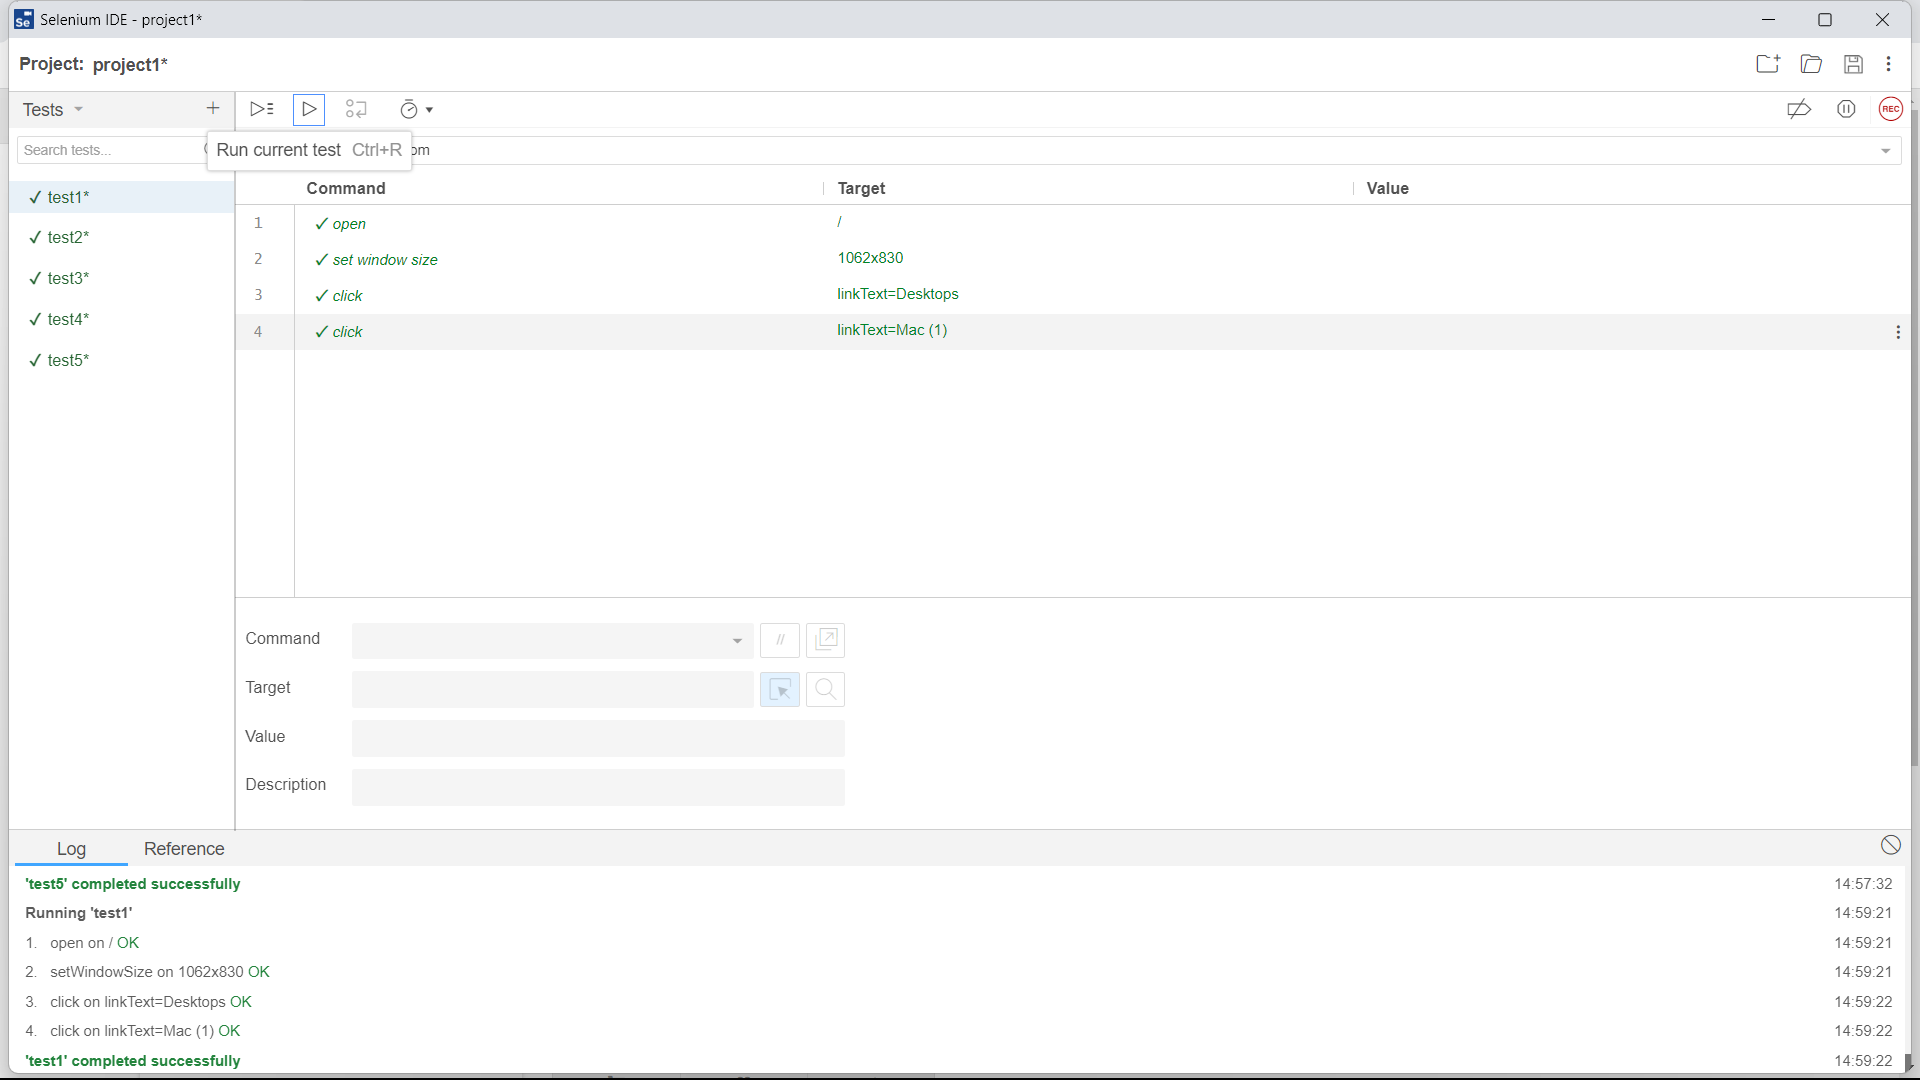 Selenium IDE - project1*
Project: project1*
Tests
Search tests...
Run current test Ctrl+R
om
REC
Command Target Value
test1*
test2*
test3*
test4*
test5*
1 open /
2 set window size 1062x830
3 click linkText=Desktops
4 click linkText=Mac (1)
Command
//
Target
Value
Description
Log Reference
'test5' completed successfully 14:57:32
Running 'test1' 14:59:21
1. open on / OK 14:59:21
2. setWindowSize on 1062x830 OK 14:59:21
3. click on linkText=Desktops OK 14:59:22
4. click on linkText=Mac (1) OK 14:59:22
'test1' completed successfully 14:59:22